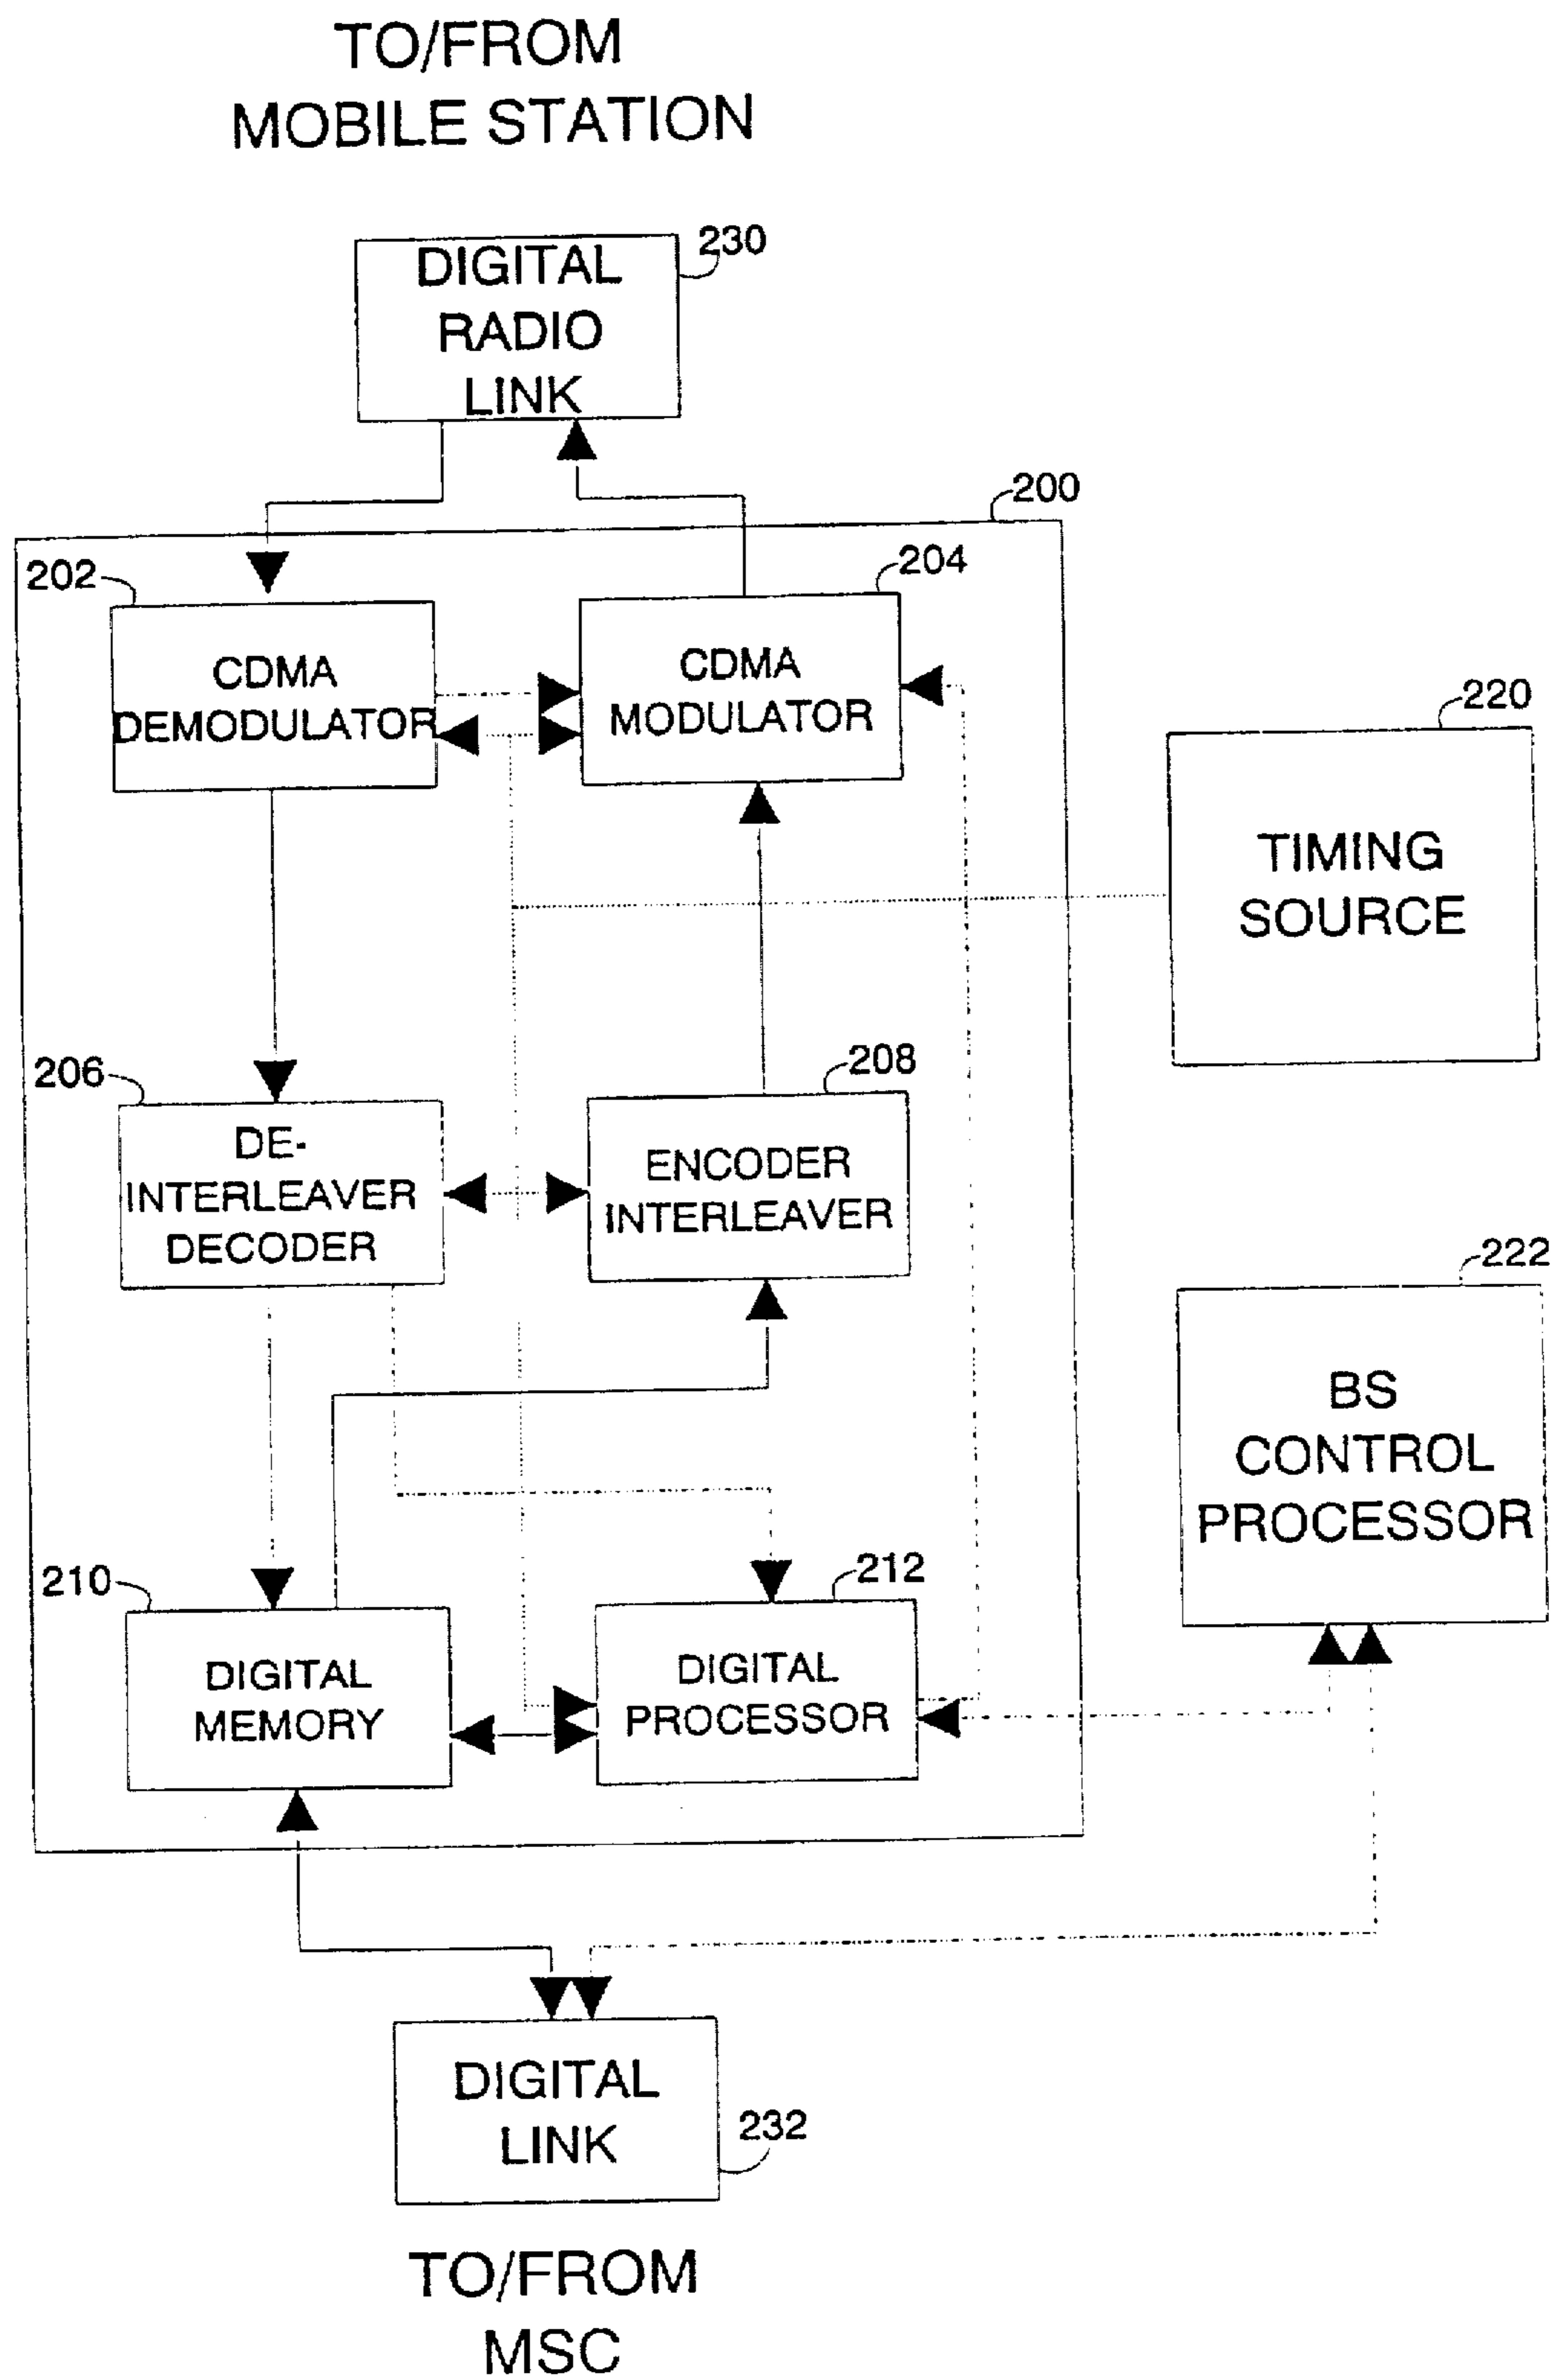 TO/FROM
MOBILE STATION
230
DIGITAL
RADIO
LINK
200
202
204
CDMA
DEMODULATOR
CDMA
MODULATOR
220
TIMING
SOURCE
206
208
DE-
INTERLEAVER
DECODER
ENCODER
INTERLEAVER
222
BS
CONTROL
PROCESSOR
210
212
DIGITAL
MEMORY
DIGITAL
PROCESSOR
DIGITAL
LINK
232
TO/FROM
MSC